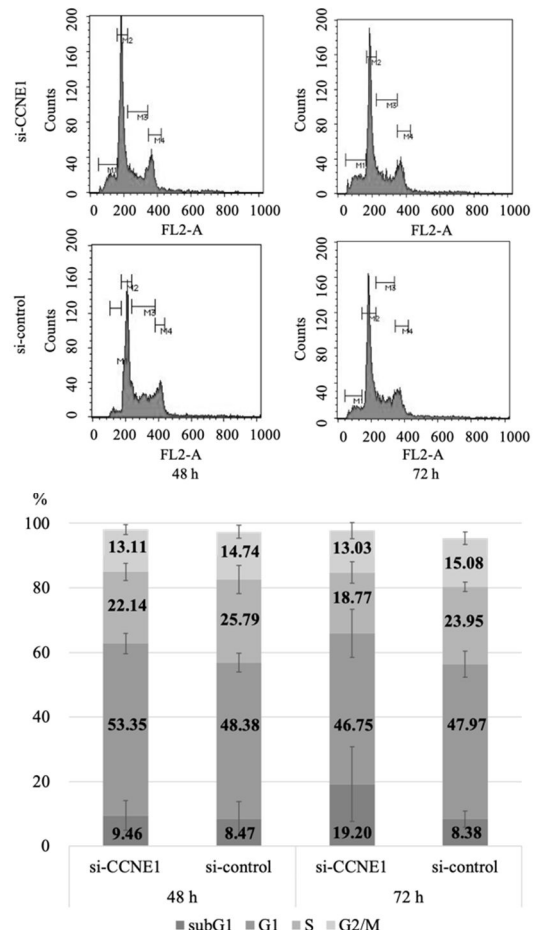 si-CCNE1
Counts
200
160
120
80
40
0
M1
M2
M3
M4
0 200 400 600 800 1000
FL2-A
Counts
200
160
120
80
40
0
M1
M2
M3
M4
0 200 400 600 800 1000
FL2-A
si-control
Counts
200
160
120
80
40
0
M3
M4
0 200 400 600 800 1000
FL2-A
48 h
Counts
200
160
120
80
40
0
M1
M2
M3
M4
0 200 400 600 800 1000
FL2-A
72 h
%
100
80
60
40
20
0
13.11
22.14
53.35
9.46
14.74
25.79
48.38
8.47
13.03
18.77
46.75
19.20
15.08
23.95
47.97
8.38
si-CCNE1 si-control si-CCNE1 si-control
48 h 72 h
subG1 G1 S G2/M